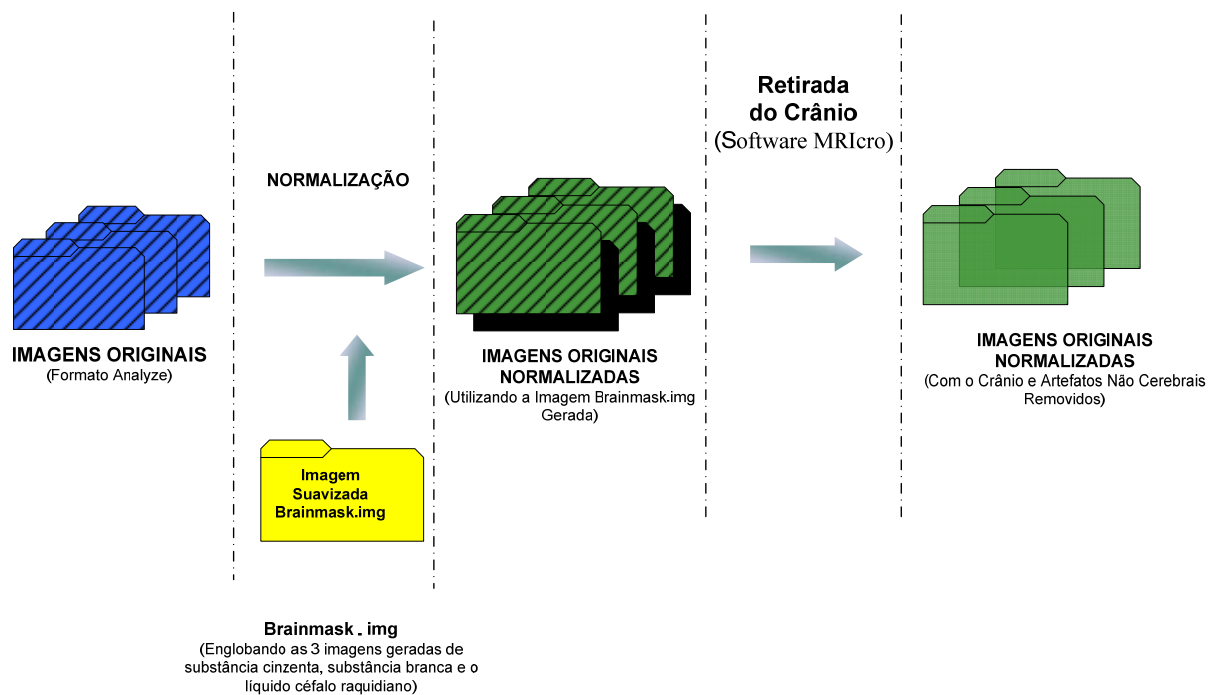 Retirada
do Crânio
(Software MRIcro)
NORMALIZAÇÃO
IMAGENS ORIGINAIS
(Formato Analyze)
IMAGENS ORIGINAIS
NORMALIZADAS
(Utilizando a Imagem Brainmask.img
Gerada)
IMAGENS ORIGINAIS
NORMALIZADAS
(Com o Crânio e Artefatos Não Cerebrais
Removidos)
Imagem
Suavizada
Brainmask.img
Brainmask . img
(Englobando as 3 imagens geradas de
substância cinzenta, substância branca e o
líquido céfalo raquidiano)